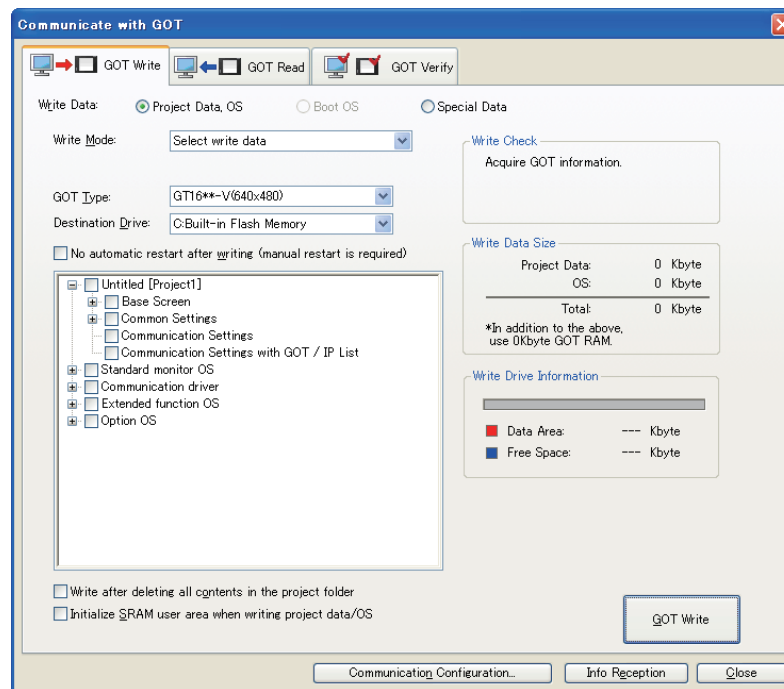 Communicate with GOT
GOT Write
GOT Read
GOT Verify
Write Data:
Project Data, OS
Boot OS
Special Data
Write Mode:
Select write data
GOT Type:
GT16**-V(640x480)
Destination Drive:
C:Built-in Flash Memory
No automatic restart after writing (manual restart is required)
Untitled [Project1]
Base Screen
Common Settings
Communication Settings
Communication Settings with GOT / IP List
Standard monitor OS
Communication driver
Extended function OS
Option OS
Write after deleting all contents in the project folder
Initialize SRAM user area when writing project data/OS
Write Check
Acquire GOT information.
Write Data Size
Project Data: 0 Kbyte
OS: 0 Kbyte
Total: 0 Kbyte
*In addition to the above,
use 0Kbyte GOT RAM.
Write Drive Information
Data Area: --- Kbyte
Free Space: --- Kbyte
GOT Write
Communication Configuration...
Info Reception
Close